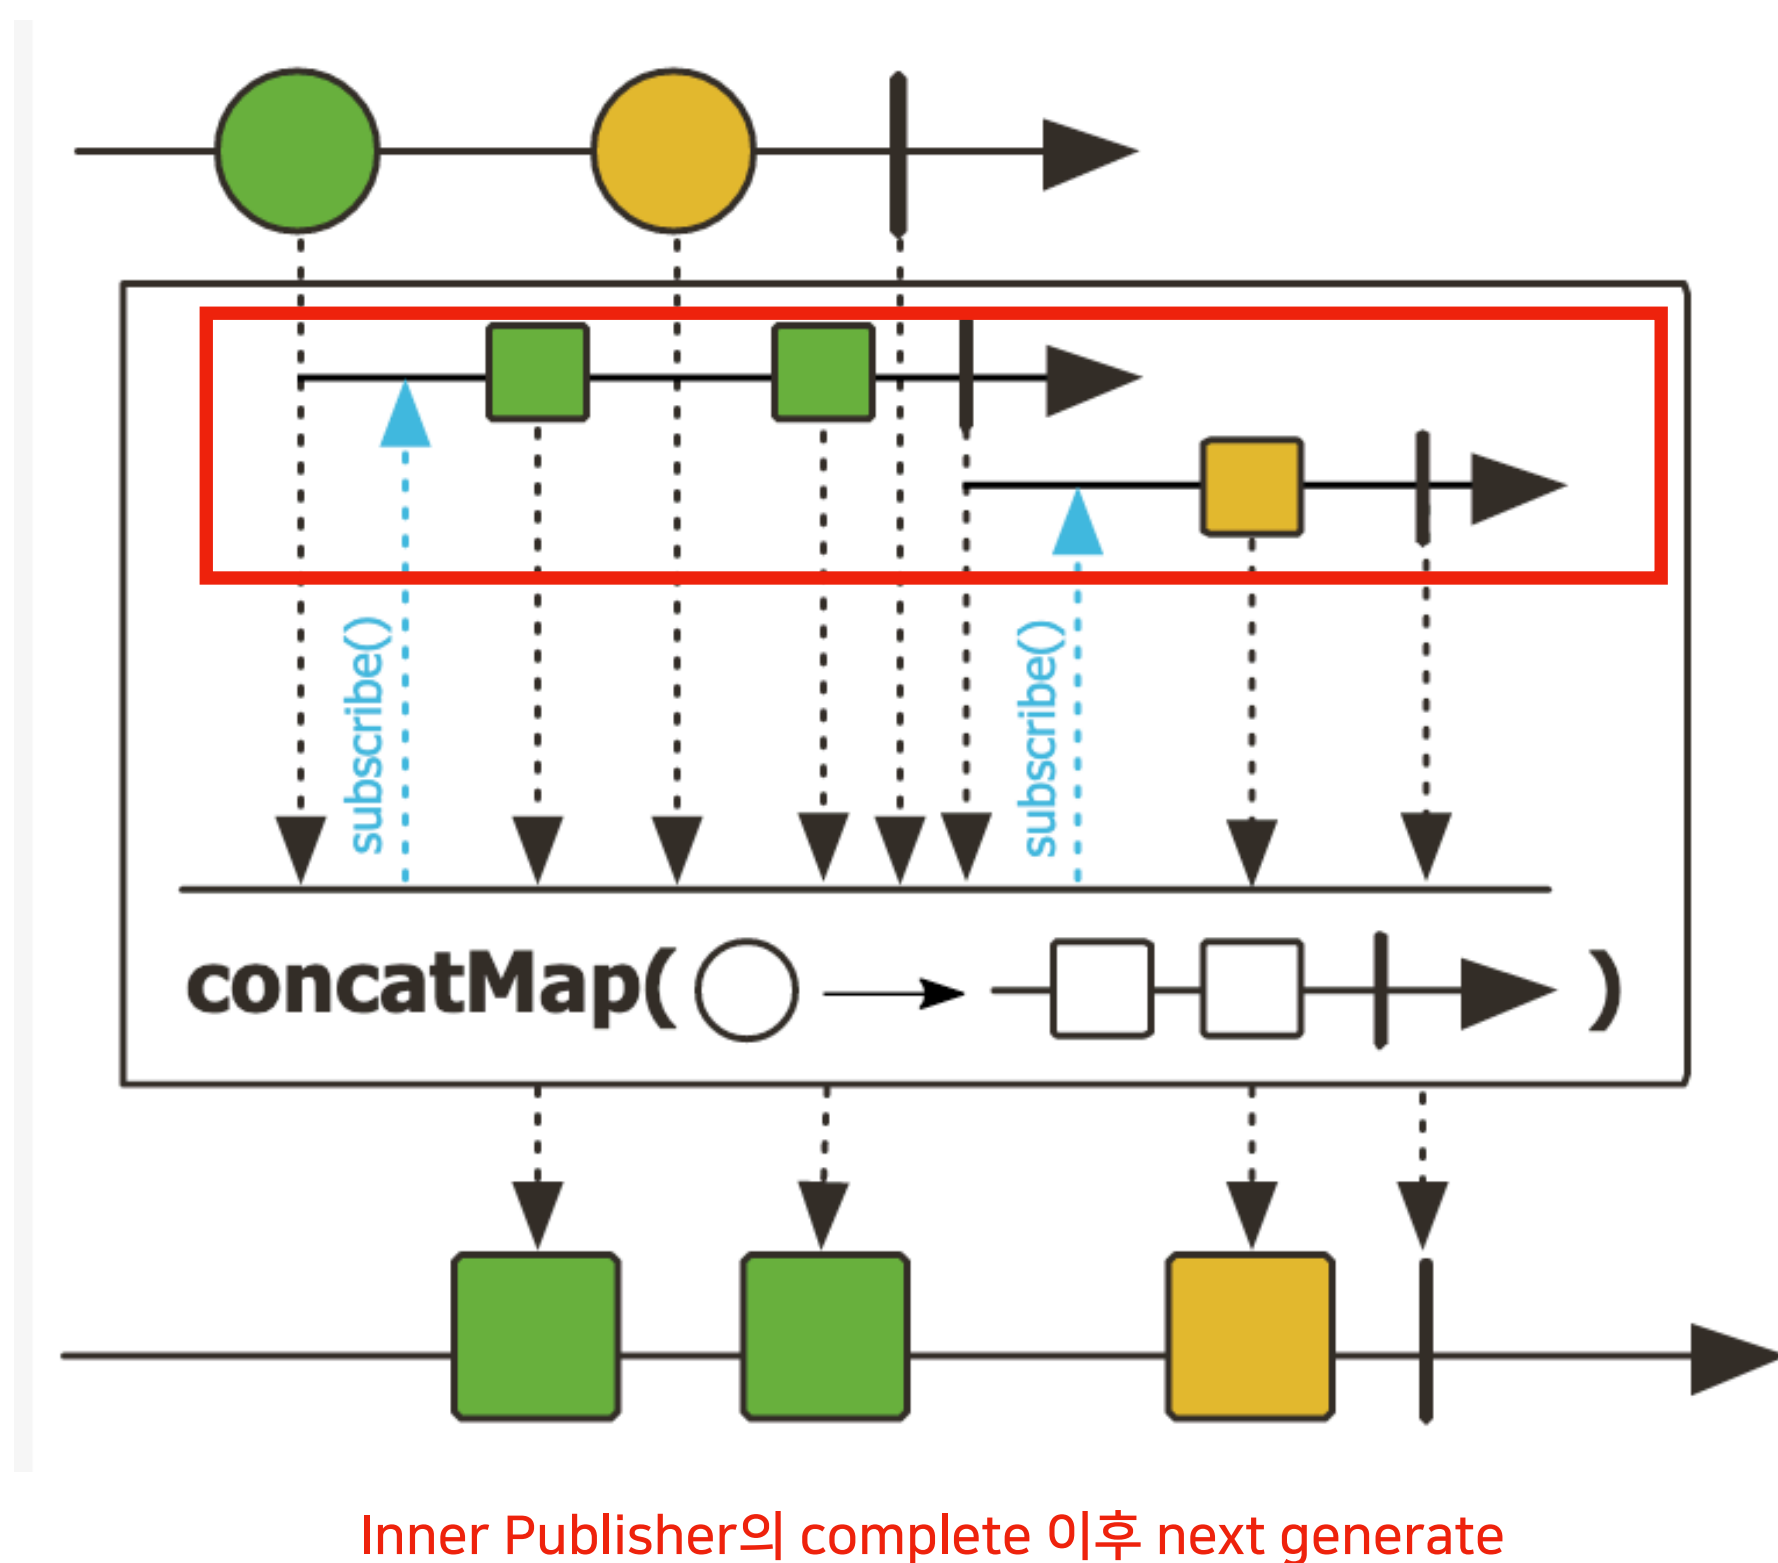 subscribe()
subscribe()
concatMap( )
Inner Publisher의 complete 이후 next generate